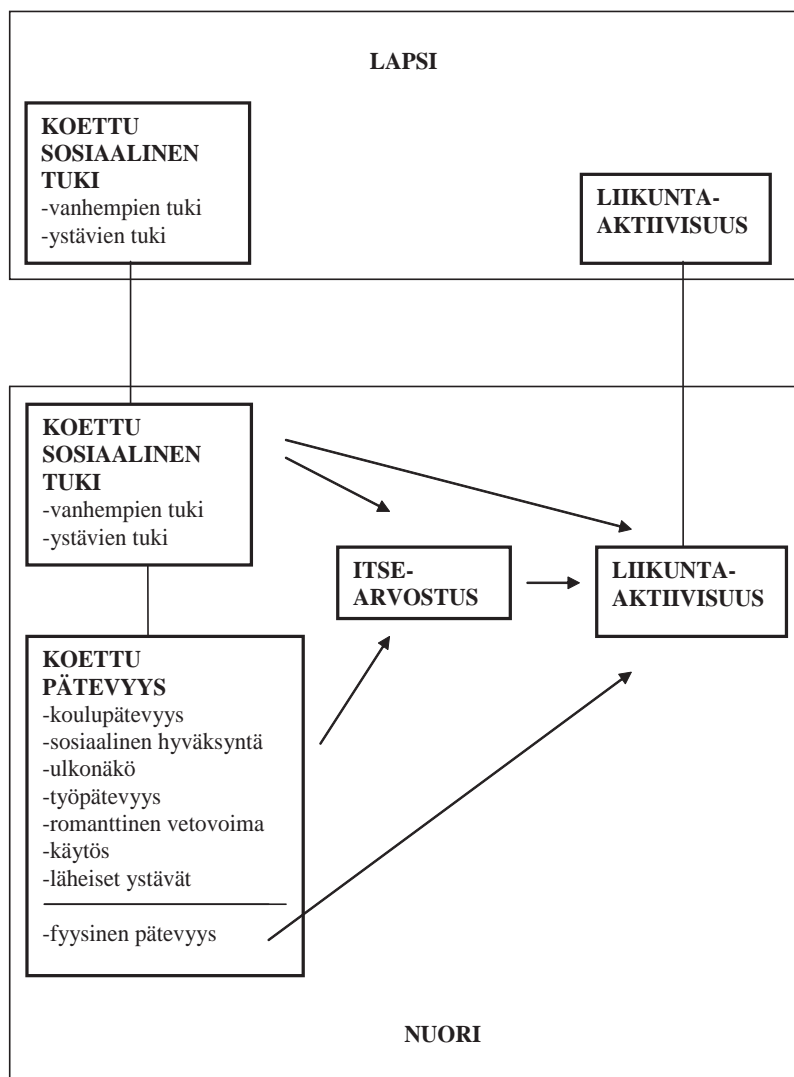 LAPSI
KOETTU
SOSIAALINEN
TUKI
-vanhempien tuki
-ystävien tuki
LIIKUNTA-
AKTIIVISUUS
KOETTU
SOSIAALINEN
TUKI
-vanhempien tuki
-ystävien tuki
ITSE-
ARVOSTUS
LIIKUNTA-
AKTIIVISUUS
KOETTU
PÄTEVYYS
-koulupätevyys
-sosiaalinen hyväksyntä
-ulkonäkö
-työpätevyys
-romanttinen vetovoima
-käytös
-läheiset ystävät
-fyysinen pätevyys
NUORI